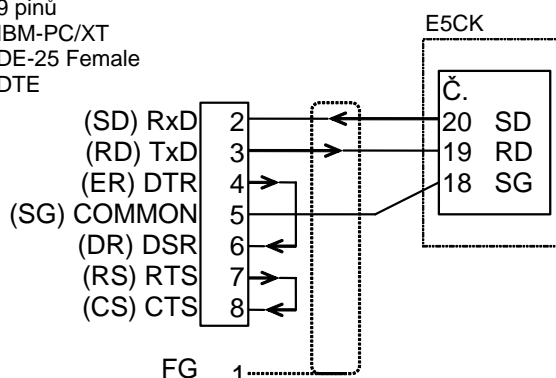 9 pinů
IBM-PC/XT
DE-25 Female
DTE
E5CK
Č.
(SD) RxD 2
20 SD
(RD) TxD 3
19 RD
(ER) DTR 4
18 SG
(SG) COMMON 5
(DR) DSR 6
(RS) RTS 7
(CS) CTS 8
FG 1